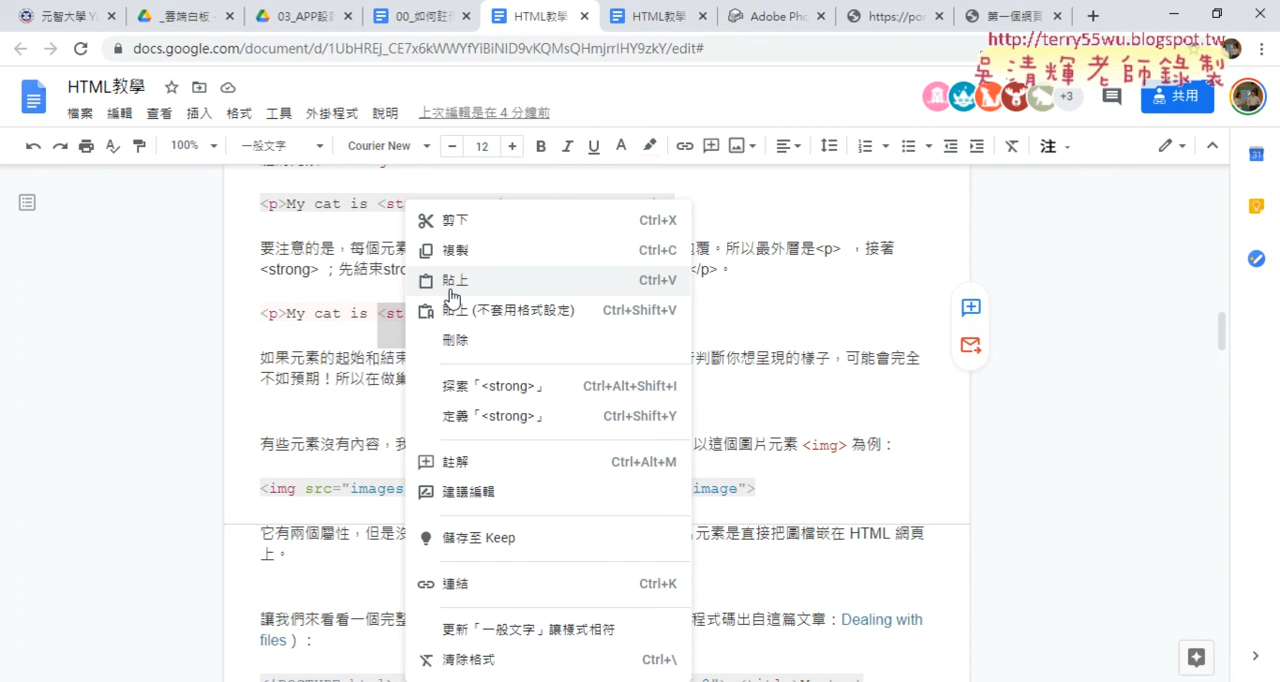 元智大學 Y
_雲端白板 -
03_APP設
00_如何註
HTML教學
HTML教學
Adobe Pho
https://por
第一個網頁
docs.google.com/document/d/1UbHREj_CE7x6kWWYfYiBiNID9vKQMsQHmjrrIHY9zkY/edit#
http://terry55wu.blogspot.tw
吳清輝老師錄製
HTML教學
檔案 編輯 查看 插入 格式 工具 外掛程式 說明 上次編輯是在 4 分鐘前
+3
共用
100% 一般文字 Courier New 12 注
<p>My cat is <st
要注意的是，每個元素
覆。所以最外層是<p> ，接著
<strong> ；先結束stro
/p>。
<p>My cat is <st
如果元素的起始和結束
判斷你想呈現的樣子，可能會完全
不如預期！所以在做巢
有些元素沒有內容，我
以這個圖片元素 <img> 為例：
<img src="images
image">
它有兩個屬性，但是沒
元素是直接把圖檔嵌在 HTML 網頁
上。
讓我們來看看一個完整
程式碼出自這篇文章：Dealing with
files ）：
剪下 Ctrl+X
複製 Ctrl+C
貼上 Ctrl+V
貼上 (不套用格式設定) Ctrl+Shift+V
刪除
探索「<strong>」 Ctrl+Alt+Shift+I
定義「<strong>」 Ctrl+Shift+Y
註解 Ctrl+Alt+M
建議編輯
儲存至 Keep
連結 Ctrl+K
更新「一般文字」讓樣式相符
清除格式 Ctrl+\
31